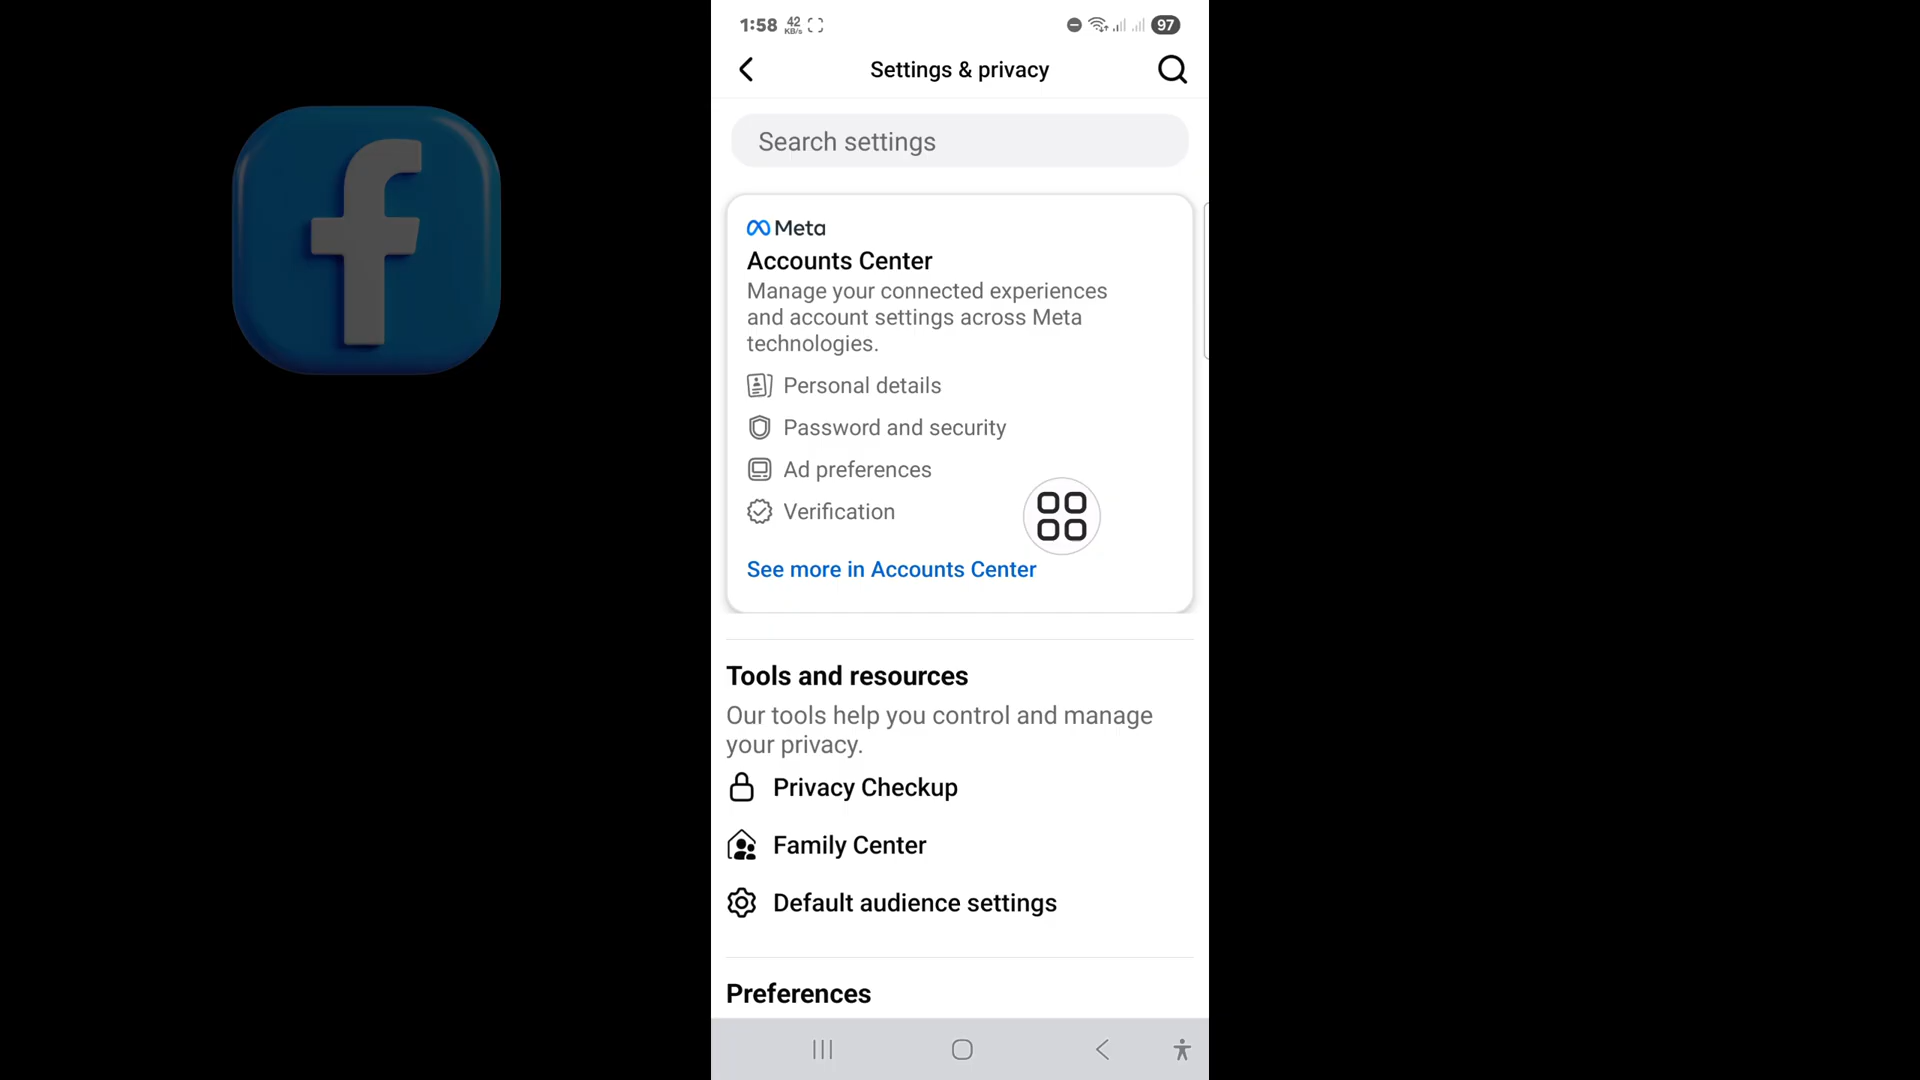 1:58 42 KB/s 97
Settings & privacy
Search settings
Meta
Accounts Center
Manage your connected experiences
and account settings across Meta
technologies.
Personal details
Password and security
Ad preferences
Verification
See more in Accounts Center
Tools and resources
Our tools help you control and manage
your privacy.
Privacy Checkup
Family Center
Default audience settings
Preferences